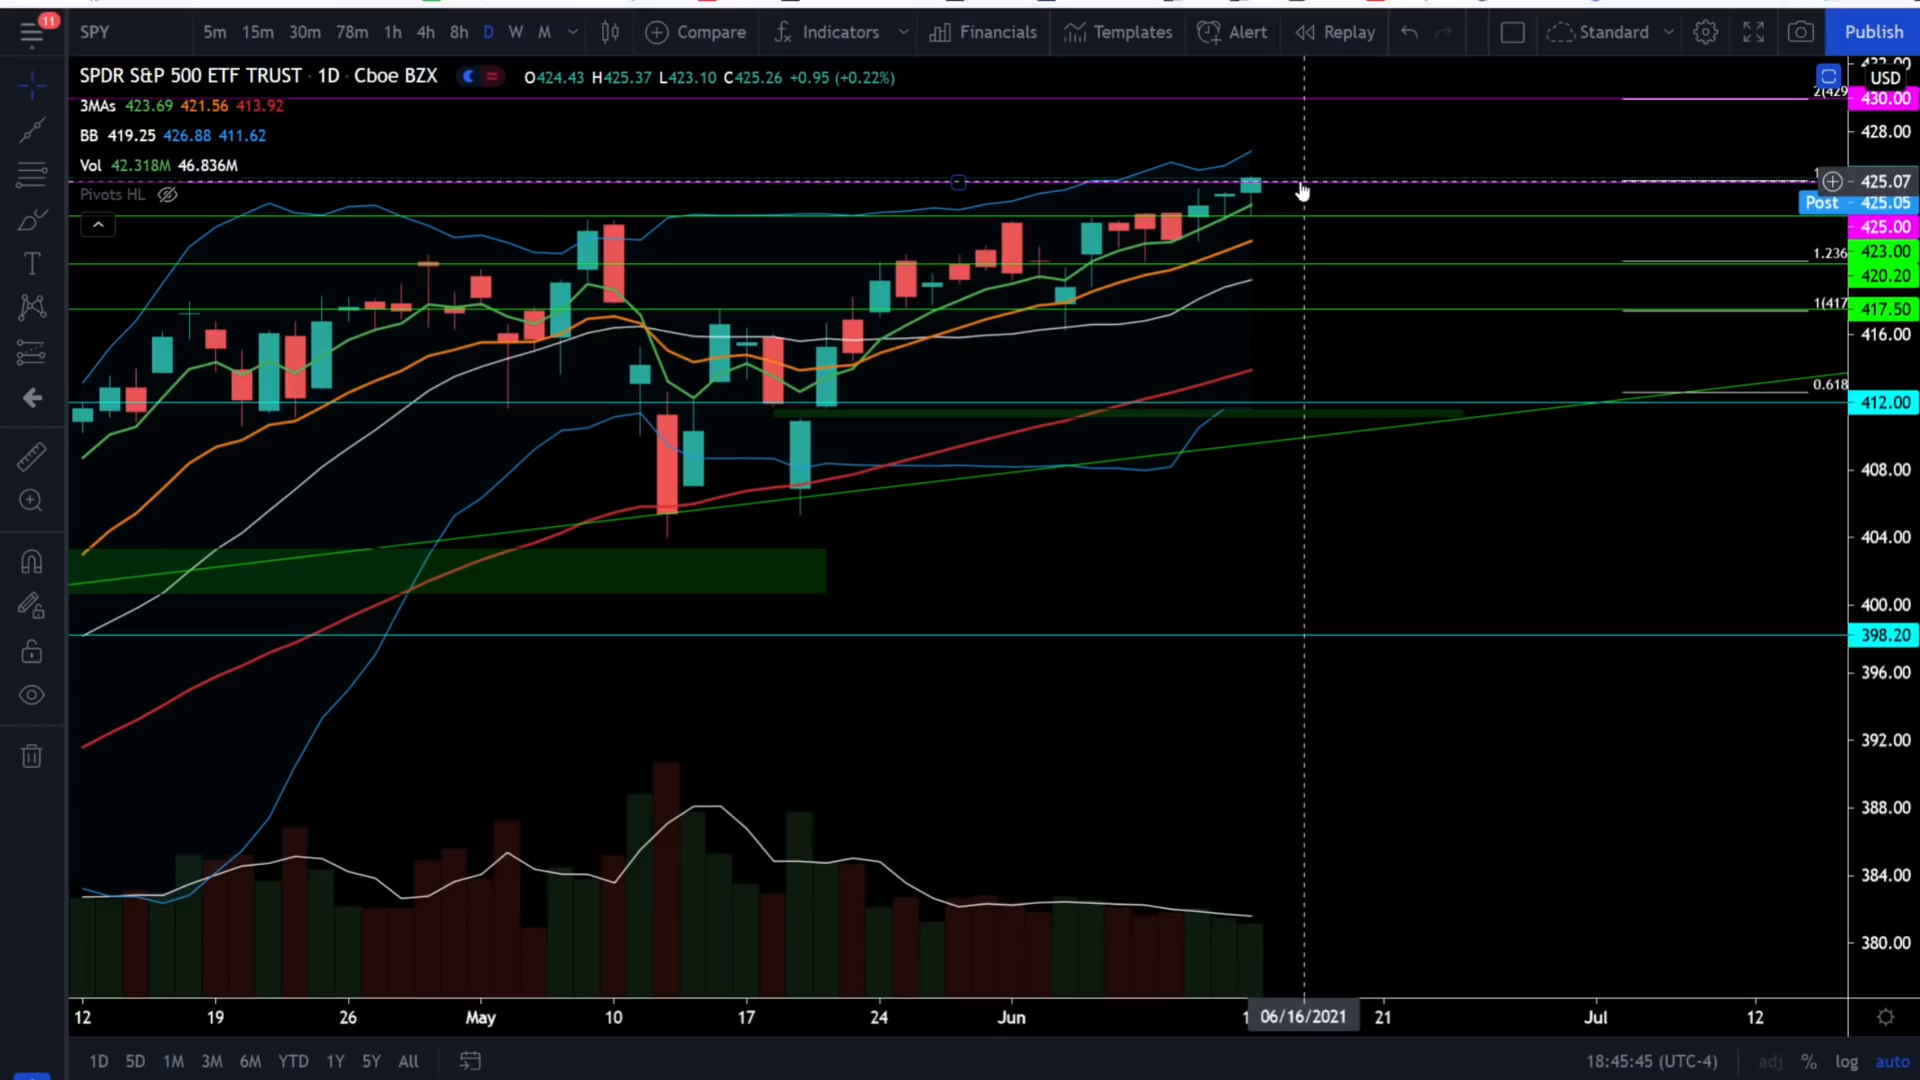 11
SPY 5m 15m 30m 78m 1h 4h 8h D W M Compare Indicators Financials Templates Alert Replay Standard Publish
SPDR S&P 500 ETF TRUST · 1D · Cboe BZX O424.43 H425.37 L423.10 C425.26 +0.95 (+0.22%)
USD
3MAs 423.69 421.56 413.92
BB 419.25 426.88 411.62
Vol 42.318M 46.836M
Pivots HL
2(429
430.00
428.00
425.07
Post 425.05
425.00
423.00
1.236
420.20
1(417
417.50
416.00
0.618
412.00
408.00
404.00
400.00
398.20
396.00
392.00
388.00
384.00
380.00
12 19 26 May 10 17 24 Jun 06/16/2021 21 Jul 12
1D 5D 1M 3M 6M YTD 1Y 5Y All 18:45:45 (UTC-4) adj % log auto